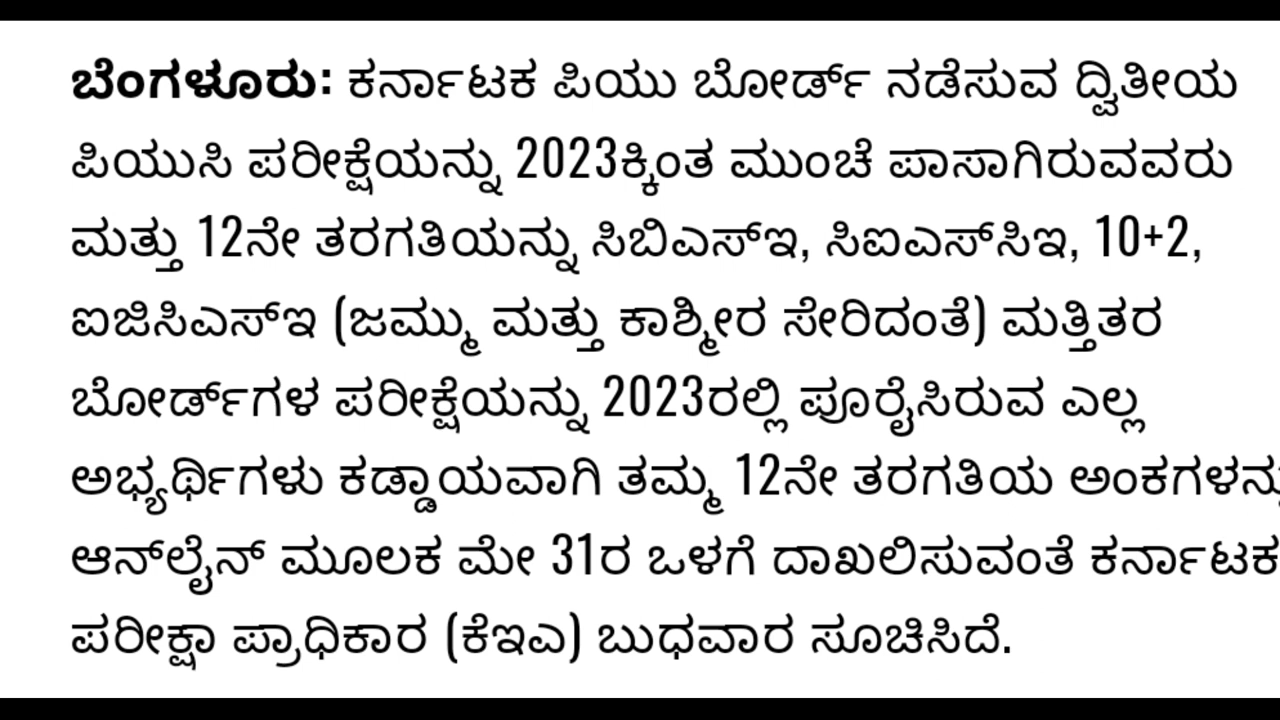 ಬೆಂಗಳೂರು: ಕರ್ನಾಟಕ ಪಿಯು ಬೋರ್ಡ್ ನಡೆಸುವ ದ್ವಿತೀಯ
ಪಿಯುಸಿ ಪರೀಕ್ಷೆಯನ್ನು 2023ಕ್ಕಿಂತ ಮುಂಚೆ ಪಾಸಾಗಿರುವವರು
ಮತ್ತು 12ನೇ ತರಗತಿಯನ್ನು ಸಿಬಿಎಸ್‌ಇ, ಸಿಐಎಸ್‌ಸಿಇ, 10+2,
ಐಜಿಸಿಎಸ್‌ಇ (ಜಮ್ಮು ಮತ್ತು ಕಾಶ್ಮೀರ ಸೇರಿದಂತೆ) ಮತ್ತಿತರ
ಬೋರ್ಡ್‌ಗಳ ಪರೀಕ್ಷೆಯನ್ನು 2023ರಲ್ಲಿ ಪೂರೈಸಿರುವ ಎಲ್ಲ
ಅಭ್ಯರ್ಥಿಗಳು ಕಡ್ಡಾಯವಾಗಿ ತಮ್ಮ 12ನೇ ತರಗತಿಯ ಅಂಕಗಳನ್ನು
ಆನ್‌ಲೈನ್ ಮೂಲಕ ಮೇ 31ರ ಒಳಗೆ ದಾಖಲಿಸುವಂತೆ ಕರ್ನಾಟಕ
ಪರೀಕ್ಷಾ ಪ್ರಾಧಿಕಾರ (ಕೆಇಎ) ಬುಧವಾರ ಸೂಚಿಸಿದೆ.